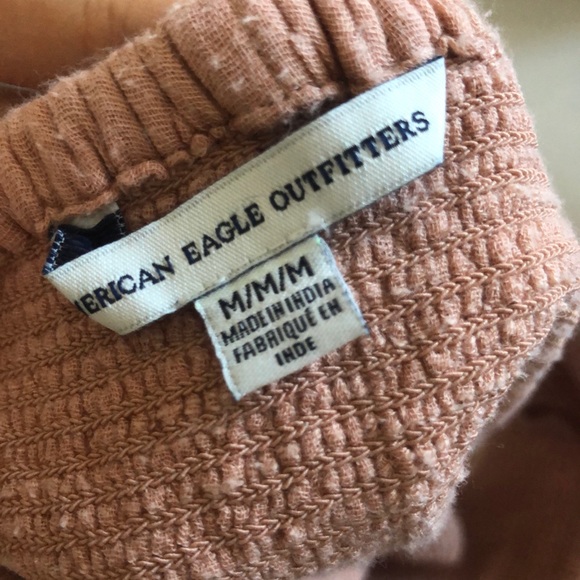 ERICAN EAGLE OUTFITTERS
M/M/M
MADE IN INDIA
FABRIQUÉ EN
INDE